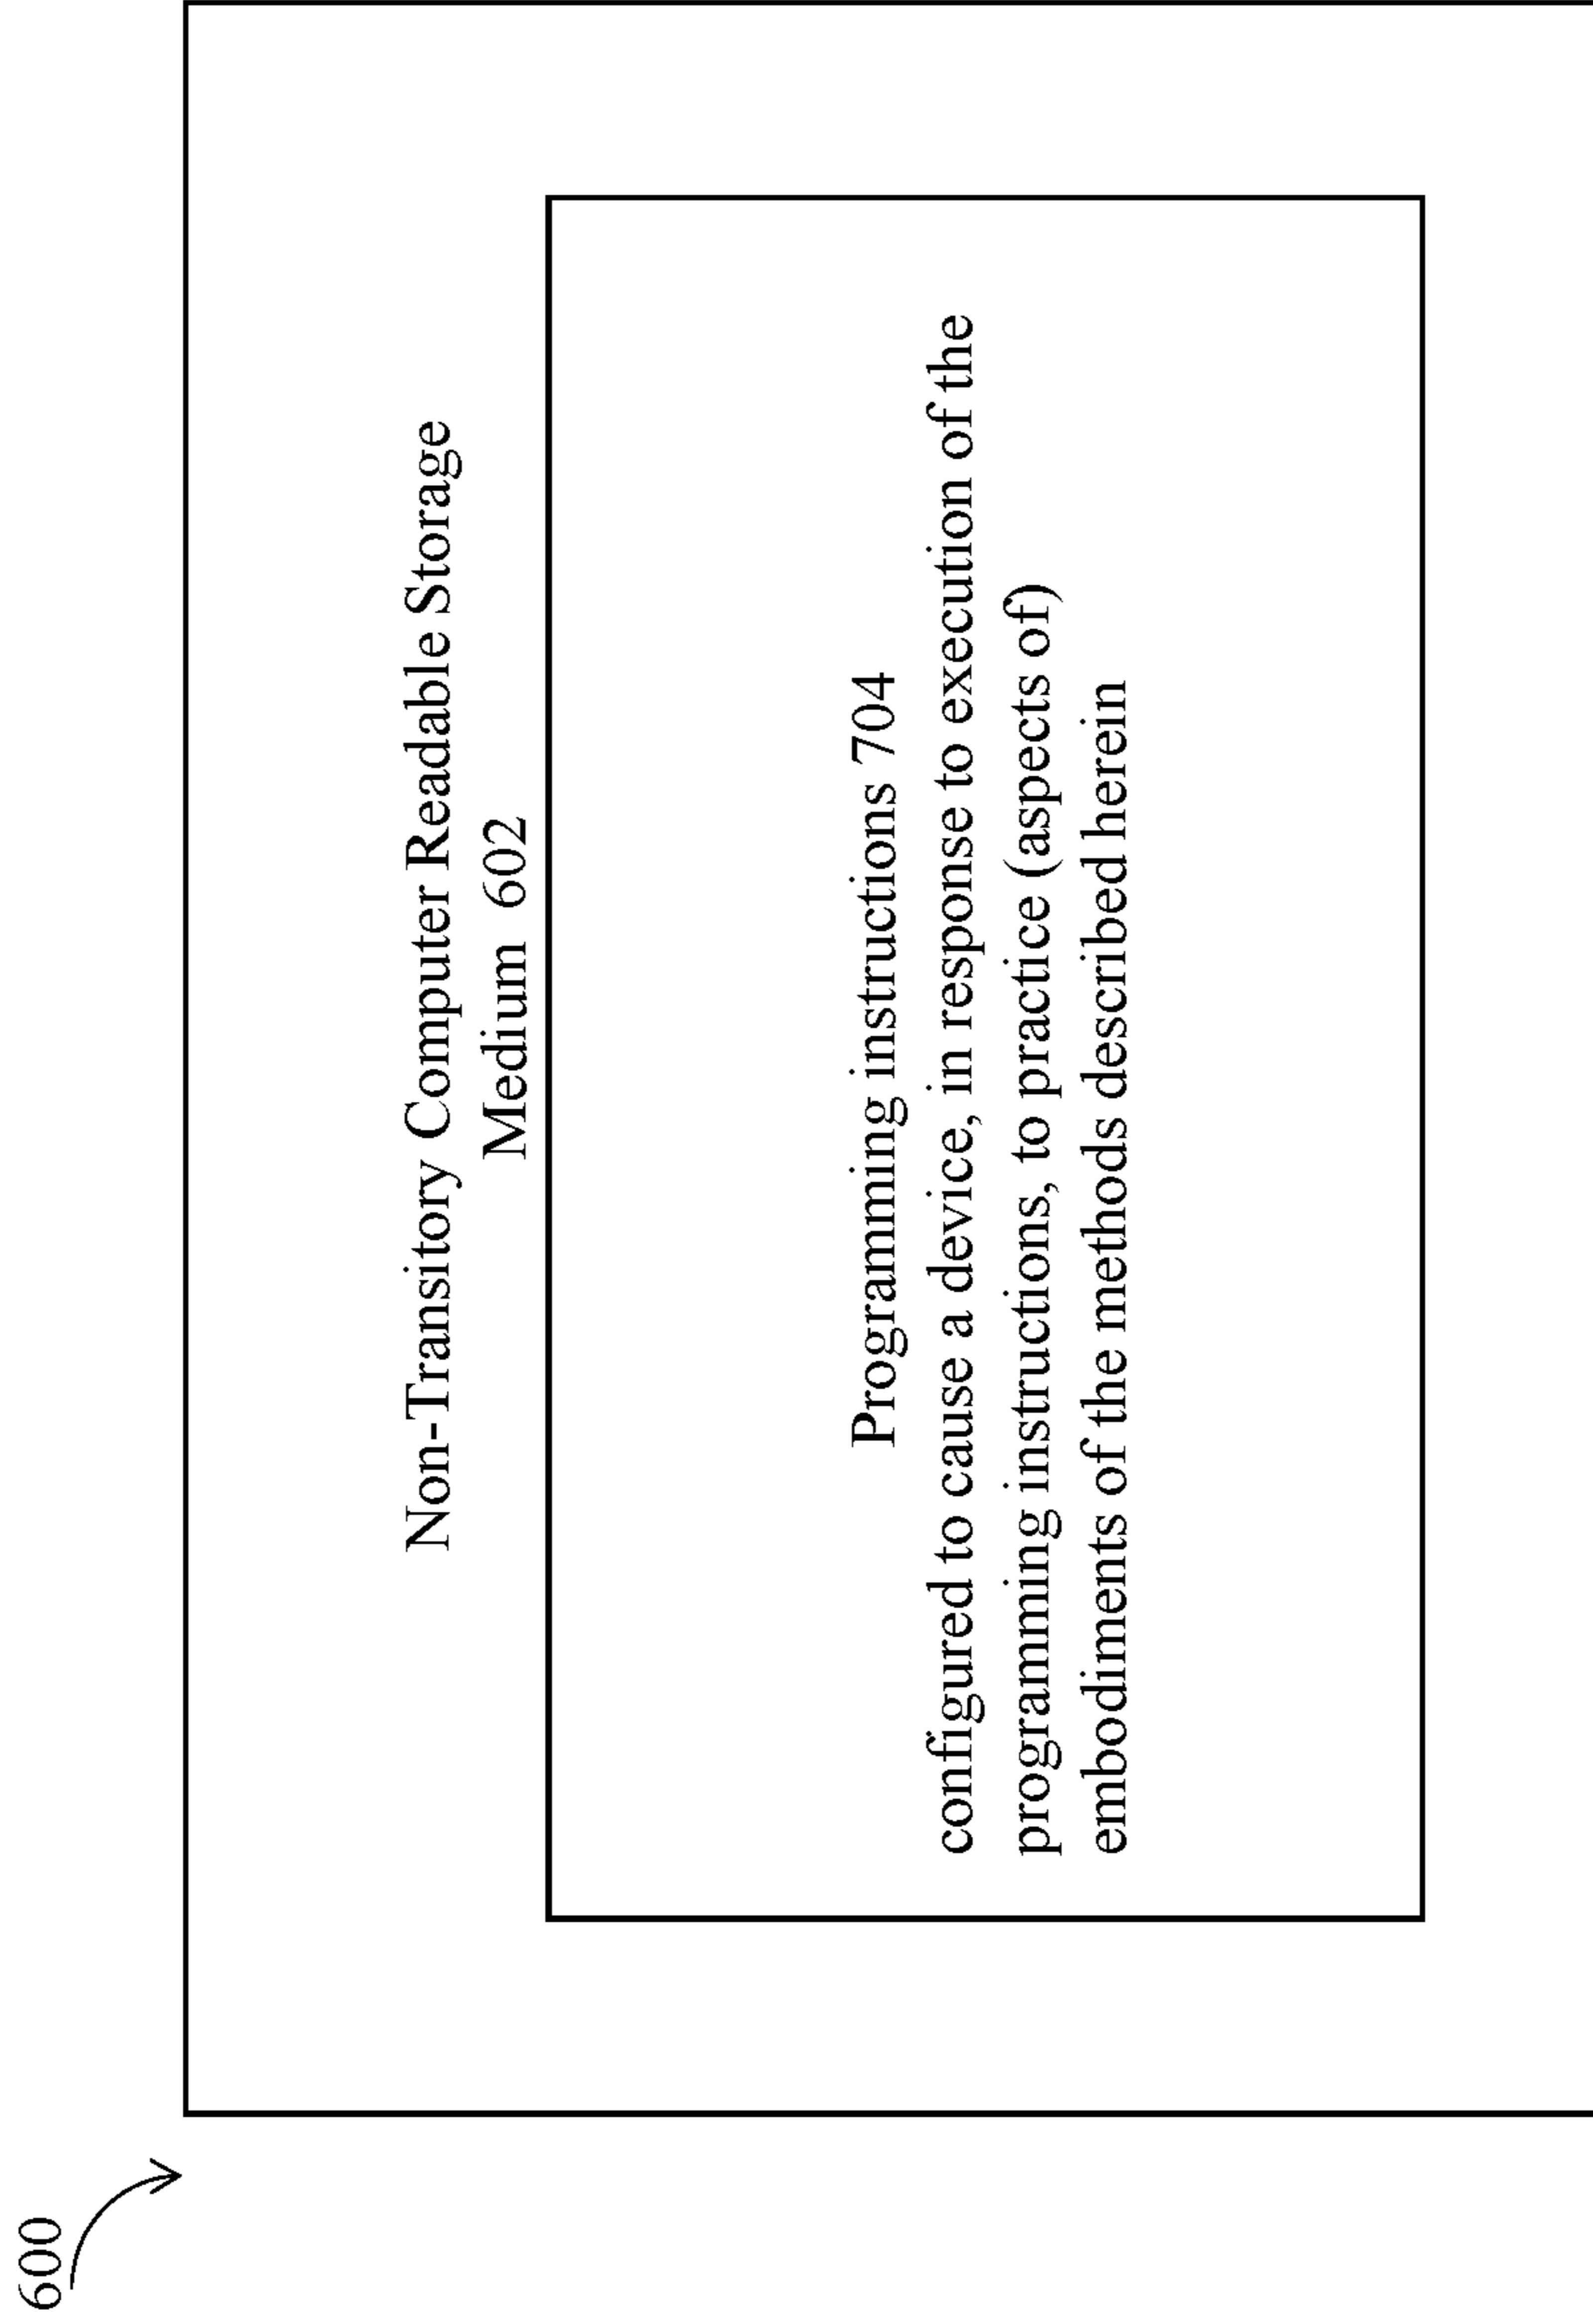 600
Non-Transitory Computer Readable Storage
Medium 602
Programming instructions 704
configured to cause a device, in response to execution of the
programming instructions, to practice (aspects of)
embodiments of the methods described herein